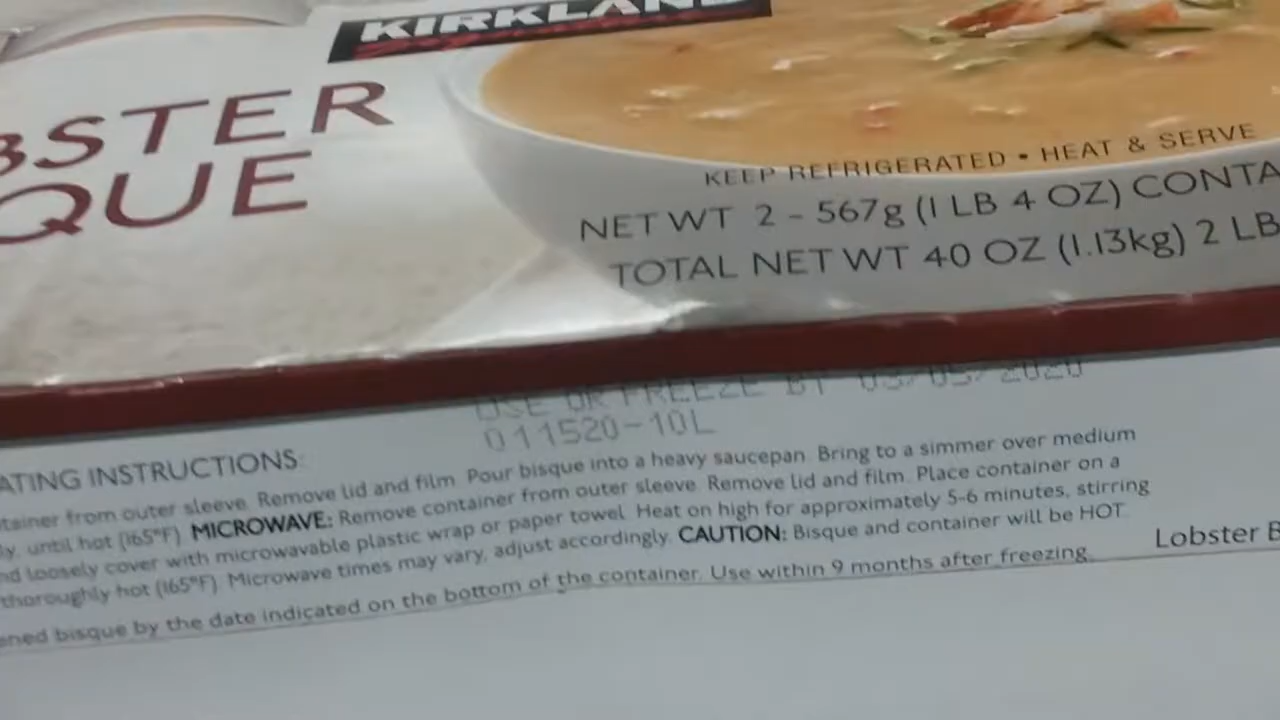 KIRKLAN
BSTER
QUE
KEEP REFRIGERATED • HEAT & SERVE
NET WT 2 - 567g (1 LB 4 OZ) CONTA
TOTAL NET WT 40 OZ (1.13kg) 2 LB
USE OR FREEZE BY 03/05/2020
011520-10L
ATING INSTRUCTIONS:
tainer from outer sleeve. Remove lid and film. Pour bisque into a heavy saucepan. Bring to a simmer over medium
ly, until hot (165°F). MICROWAVE: Remove container from outer sleeve. Remove lid and film. Place container on a
nd loosely cover with microwavable plastic wrap or paper towel. Heat on high for approximately 5-6 minutes, stirring
thoroughly hot (165°F). Microwave times may vary, adjust accordingly. CAUTION: Bisque and container will be HOT.
ened bisque by the date indicated on the bottom of the container. Use within 9 months after freezing.
Lobster B